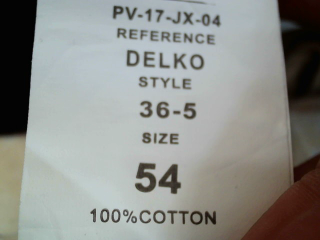 PV-17-JX-04
REFERENCE
DELKO
STYLE
36-5
SIZE
54
100%COTTON